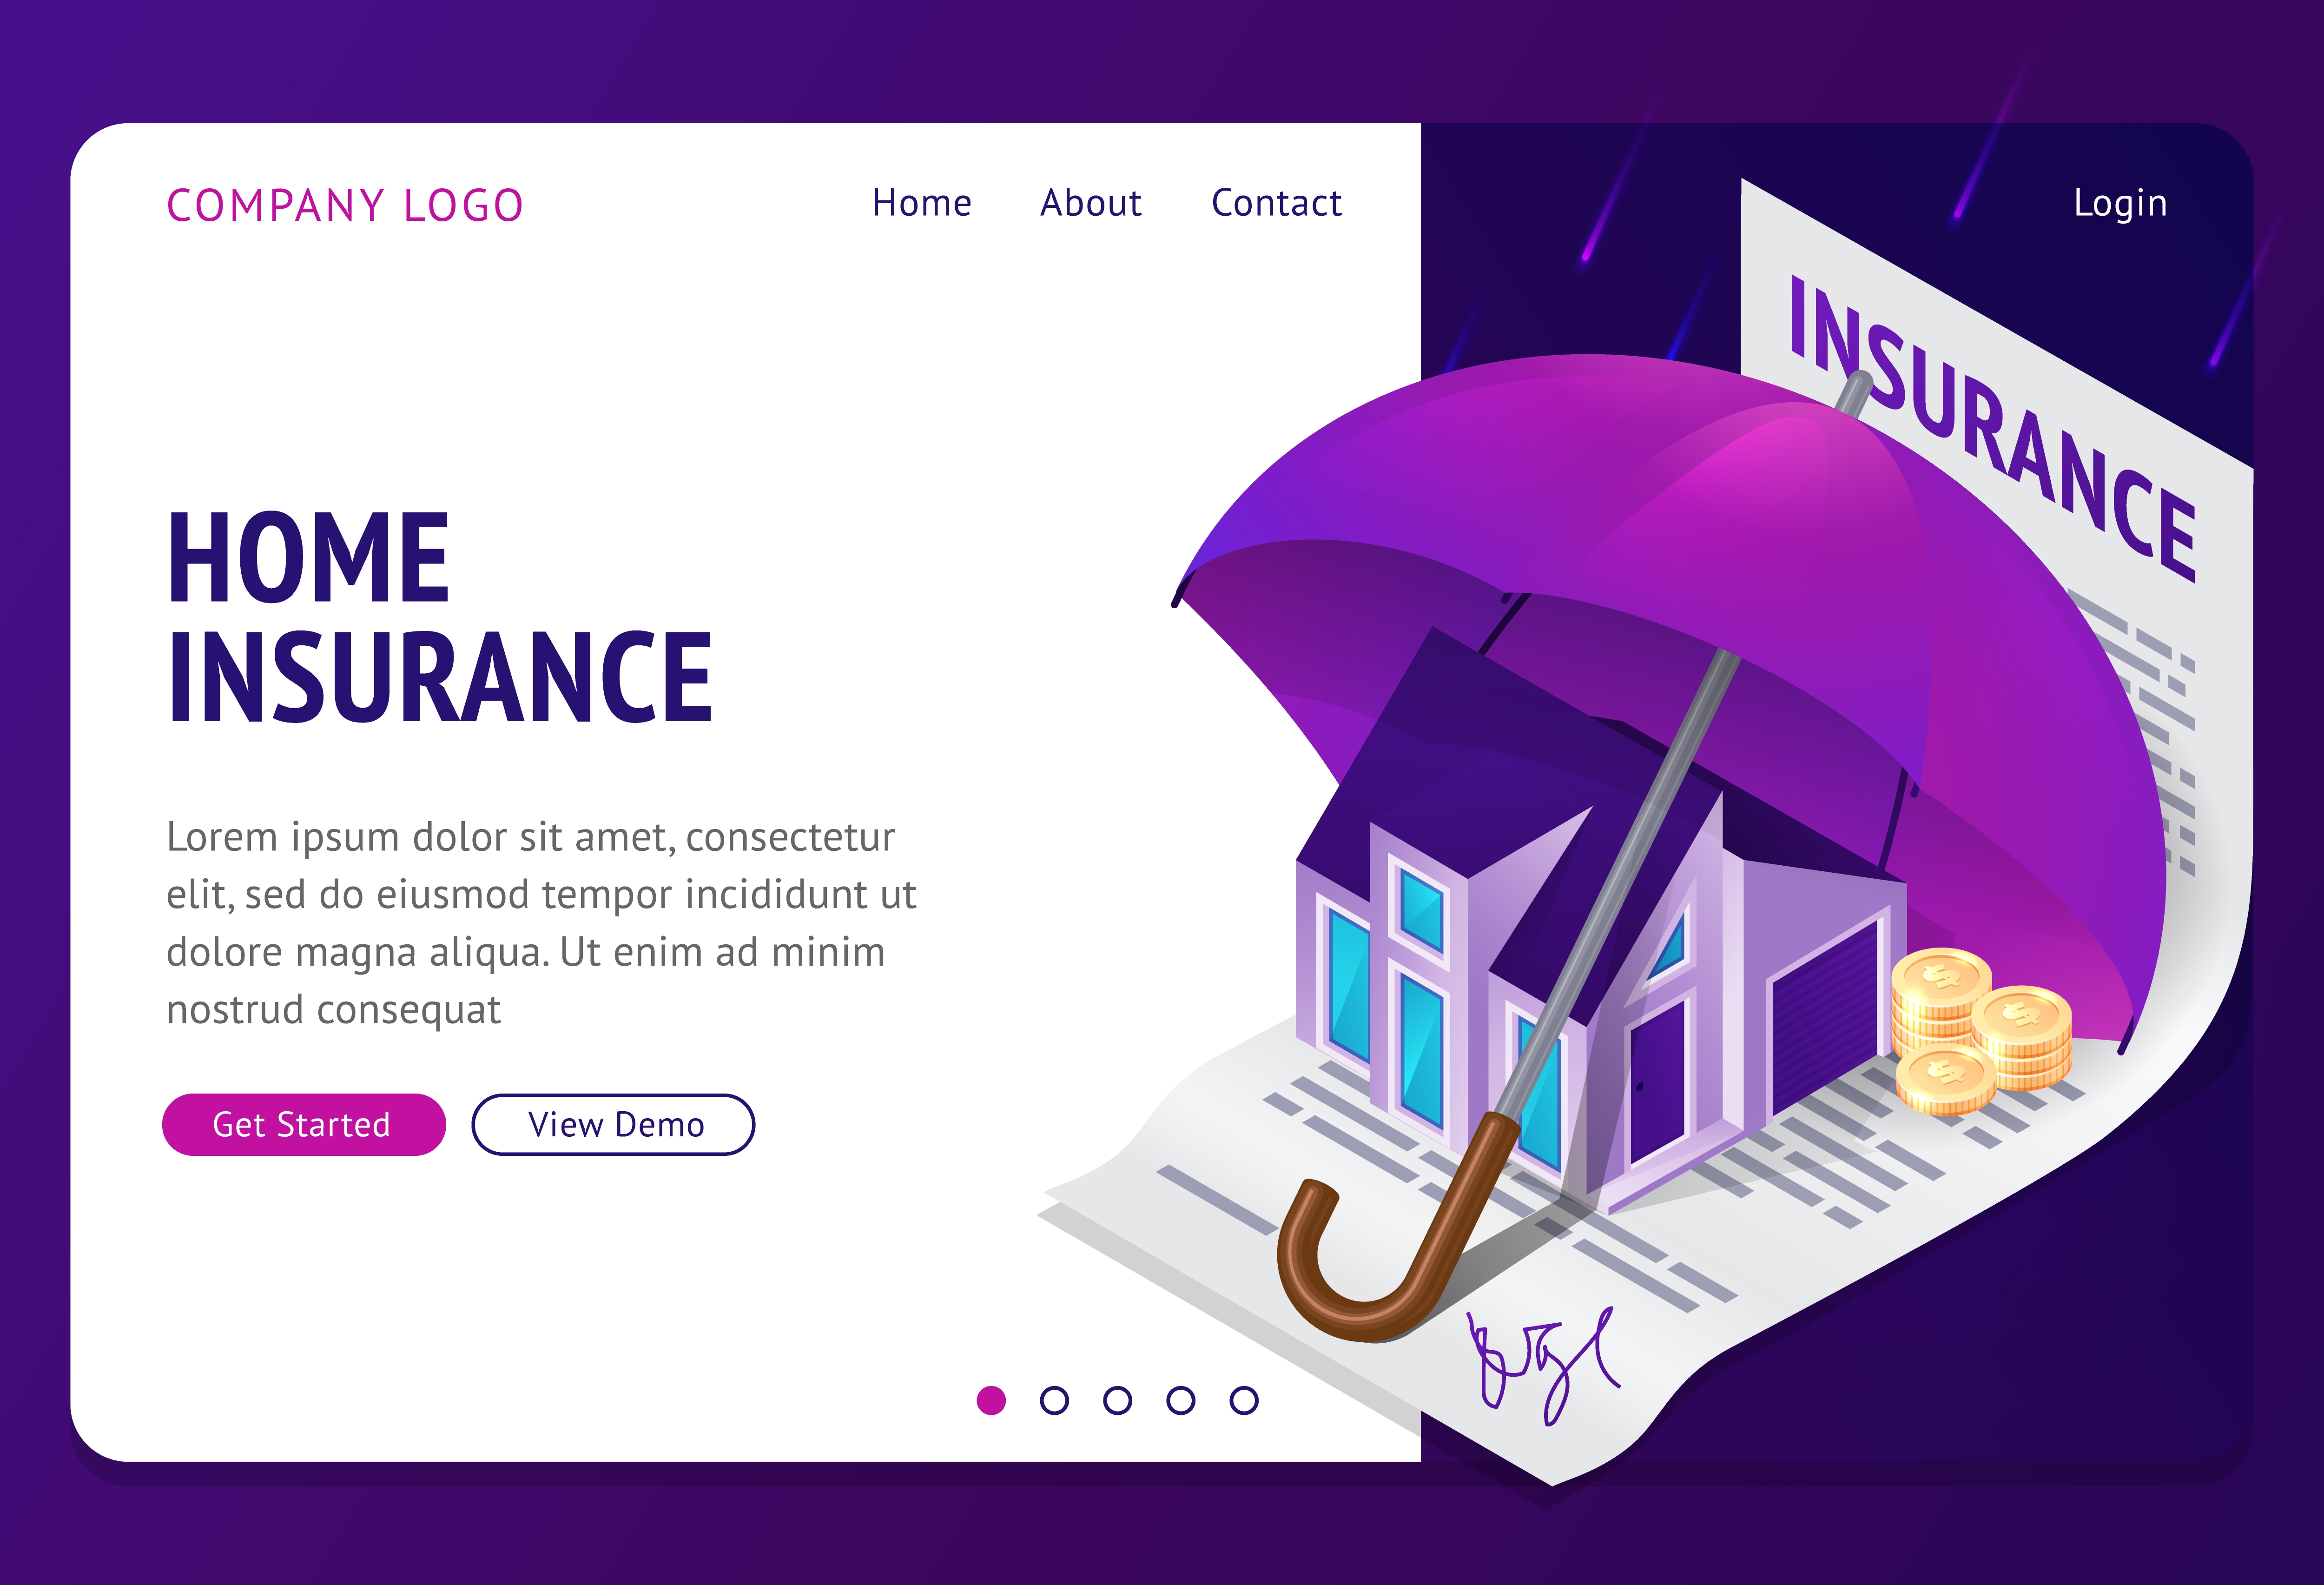 COMPANY LOGO
Home About Contact
Login
INSURANCE
HOME
INSURANCE
Lorem ipsum dolor sit amet, consectetur
elit, sed do eiusmod tempor incididunt ut
dolore magna aliqua. Ut enim ad minim
nostrud consequat
Get Started
View Demo
$
$
$